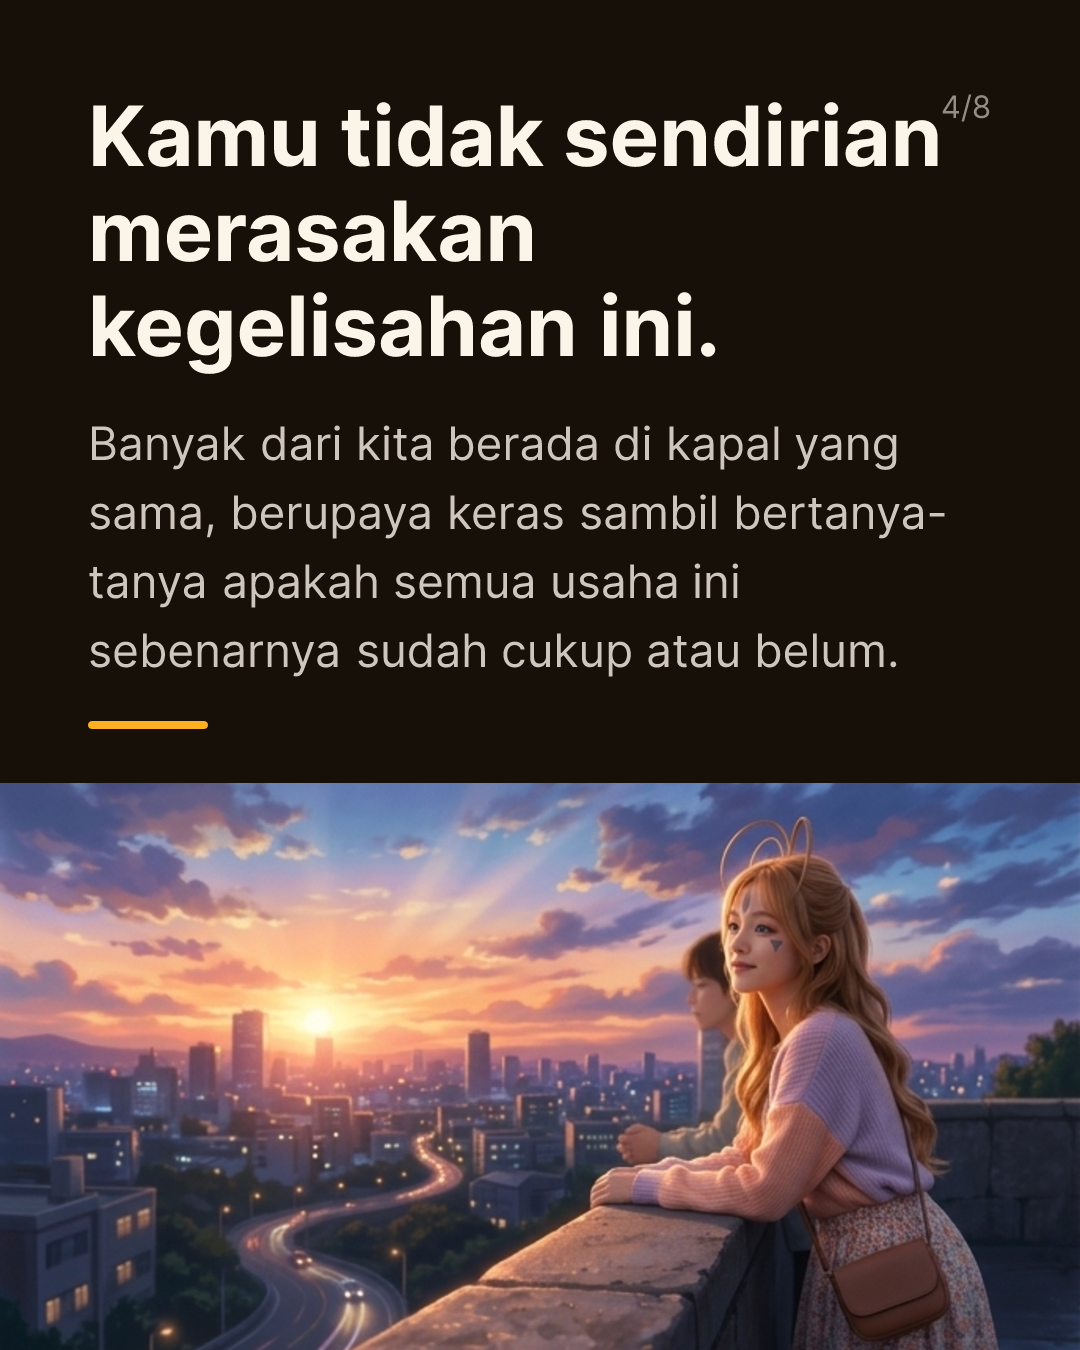 Kamu tidak sendirian
4/8
merasakan
kegelisahan ini.
Banyak dari kita berada di kapal yang
sama, berupaya keras sambil bertanya-
tanya apakah semua usaha ini
sebenarnya sudah cukup atau belum.